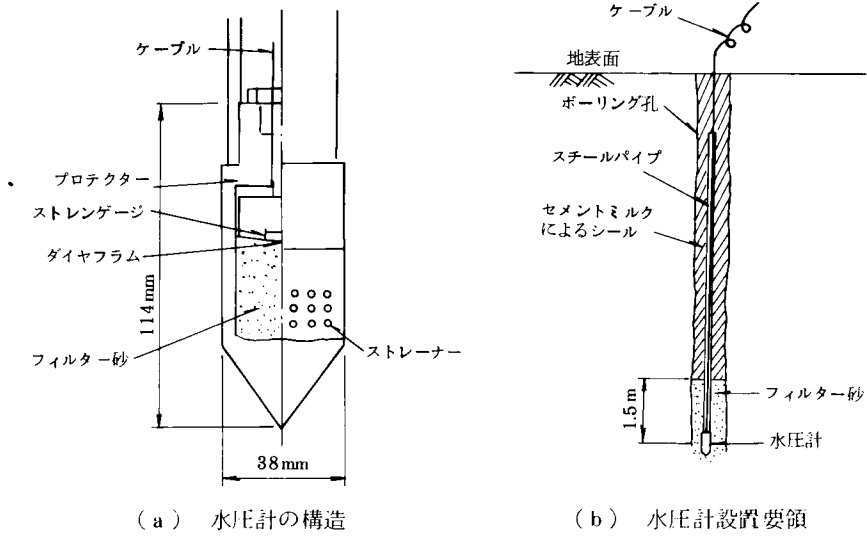 ケーブル
プロテクター
ストレンゲージ
ダイヤフラム
114mm
フィルター砂
ストレーナー
38mm
(a) 水圧計の構造
ケーブル
地表面
ボーリング孔
スチールパイプ
セメントミルク
によるシール
1.5m
フィルター砂
水圧計
(b) 水圧計設置要領